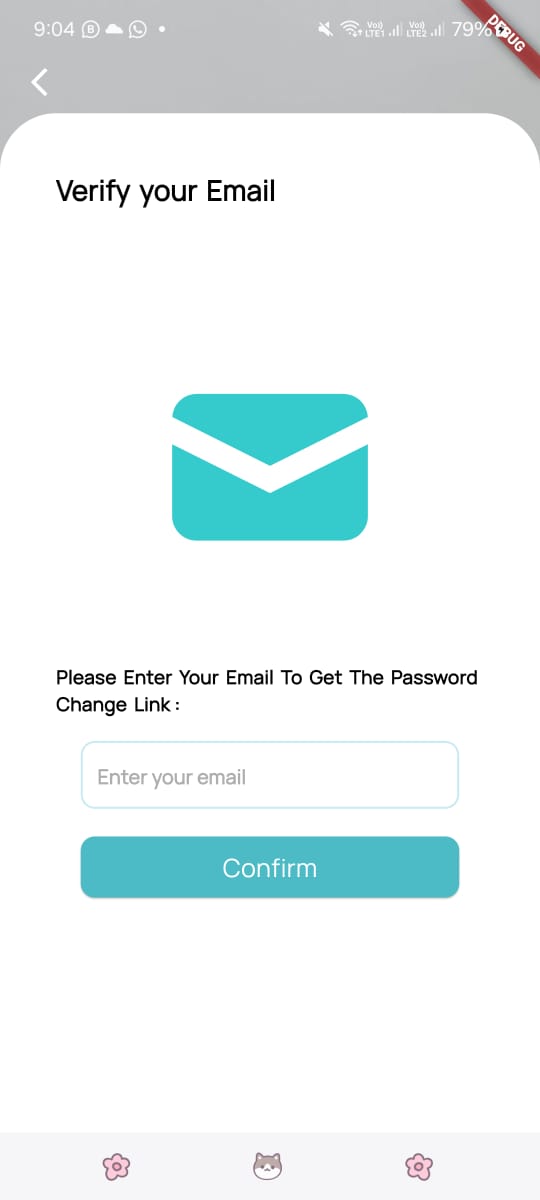 9:04 B
Vo)) LTE1 Vo)) LTE2 79%
DEBUG
Verify your Email
Please Enter Your Email To Get The Password
Change Link :
Enter your email
Confirm